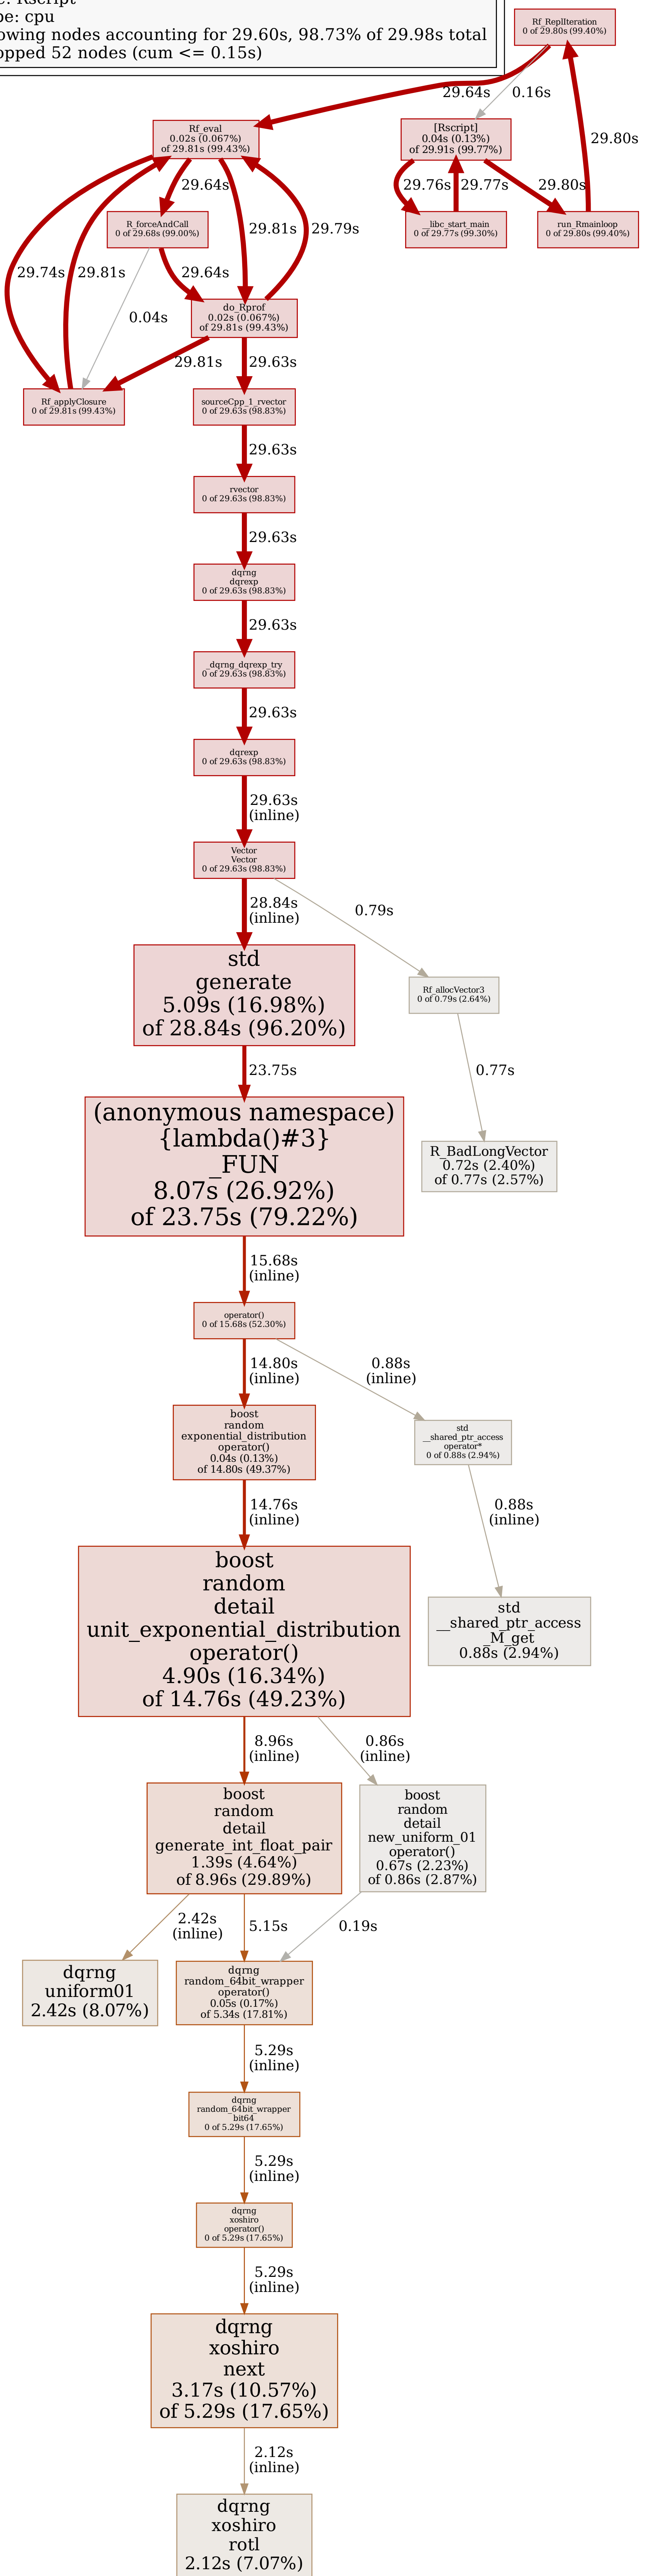 pe: cpu
owing nodes accounting for 29.60s, 98.73% of 29.98s total
opped 52 nodes (cum <= 0.15s)
Rf_ReplIteration
0 of 29.80s (99.40%)
29.64s
0.16s
Rf_eval
0.02s (0.067%)
of 29.81s (99.43%)
[Rscript]
0.04s (0.13%)
of 29.91s (99.77%)
29.80s
29.64s
29.76s
29.77s
29.80s
R_forceAndCall
0 of 29.68s (99.00%)
29.81s
29.79s
__libc_start_main
0 of 29.77s (99.30%)
run_Rmainloop
0 of 29.80s (99.40%)
29.74s
29.81s
29.64s
0.04s
do_Rprof
0.02s (0.067%)
of 29.81s (99.43%)
29.81s
29.63s
Rf_applyClosure
0 of 29.81s (99.43%)
sourceCpp_1_rvector
0 of 29.63s (98.83%)
29.63s
rvector
0 of 29.63s (98.83%)
29.63s
dqrng
dqrexp
0 of 29.63s (98.83%)
29.63s
_dqrng_dqrexp_try
0 of 29.63s (98.83%)
29.63s
dqrexp
0 of 29.63s (98.83%)
29.63s
(inline)
Vector
Vector
0 of 29.63s (98.83%)
28.84s
(inline)
0.79s
std
generate
5.09s (16.98%)
of 28.84s (96.20%)
Rf_allocVector3
0 of 0.79s (2.64%)
23.75s
0.77s
(anonymous namespace)
{lambda()#3}
_FUN
8.07s (26.92%)
of 23.75s (79.22%)
R_BadLongVector
0.72s (2.40%)
of 0.77s (2.57%)
15.68s
(inline)
operator()
0 of 15.68s (52.30%)
14.80s
(inline)
0.88s
(inline)
boost
random
exponential_distribution
operator()
0.04s (0.13%)
of 14.80s (49.37%)
std
__shared_ptr_access
operator*
0 of 0.88s (2.94%)
14.76s
(inline)
0.88s
(inline)
boost
random
detail
unit_exponential_distribution
operator()
4.90s (16.34%)
of 14.76s (49.23%)
std
__shared_ptr_access
_M_get
0.88s (2.94%)
8.96s
(inline)
0.86s
(inline)
boost
random
detail
generate_int_float_pair
1.39s (4.64%)
of 8.96s (29.89%)
boost
random
detail
new_uniform_01
operator()
0.67s (2.23%)
of 0.86s (2.87%)
2.42s
(inline)
5.15s
0.19s
dqrng
uniform01
2.42s (8.07%)
dqrng
random_64bit_wrapper
operator()
0.05s (0.17%)
of 5.34s (17.81%)
5.29s
(inline)
dqrng
random_64bit_wrapper
bit64
0 of 5.29s (17.65%)
5.29s
(inline)
dqrng
xoshiro
operator()
0 of 5.29s (17.65%)
5.29s
(inline)
dqrng
xoshiro
next
3.17s (10.57%)
of 5.29s (17.65%)
2.12s
(inline)
dqrng
xoshiro
rotl
2.12s (7.07%)